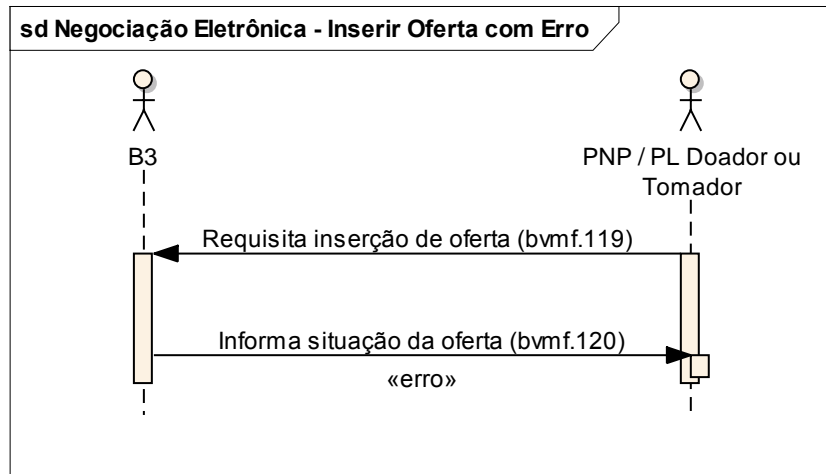 sd Negociação Eletrônica - Inserir Oferta com Erro
B3
PNP / PL Doador ou
Tomador
Requisita inserção de oferta (bvmf.119)
Informa situação da oferta (bvmf.120)
«erro»